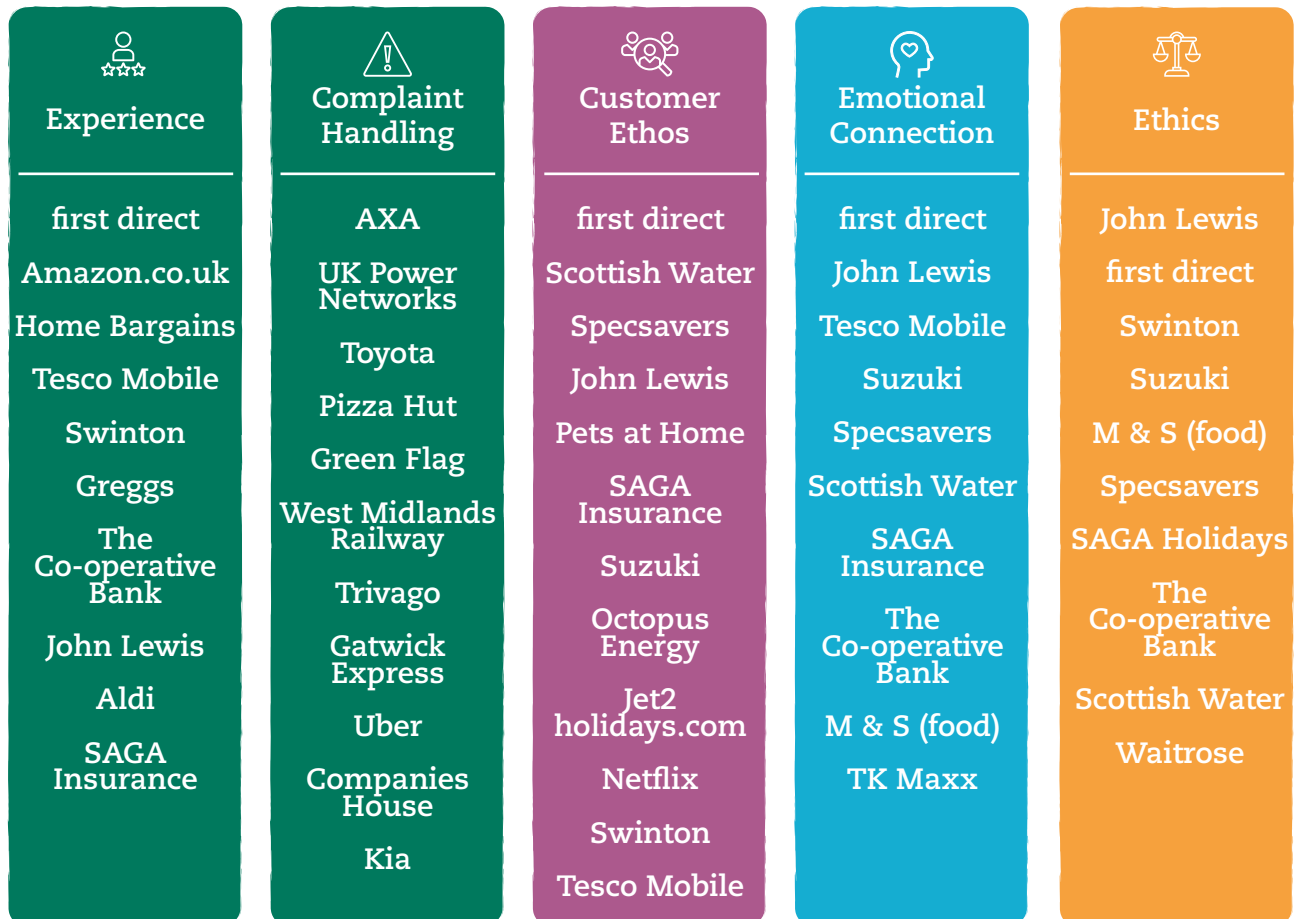 Experience
first direct
Amazon.co.uk
Home Bargains
Tesco Mobile
Swinton
Greggs
The
Co-operative
Bank
John Lewis
Aldi
SAGA
Insurance
Complaint
Handling
AXA
UK Power
Networks
Toyota
Pizza Hut
Green Flag
West Midlands
Railway
Trivago
Gatwick
Express
Uber
Companies
House
Kia
Customer
Ethos
first direct
Scottish Water
Specsavers
John Lewis
Pets at Home
SAGA
Insurance
Suzuki
Octopus
Energy
Jet2
holidays.com
Netflix
Swinton
Tesco Mobile
Emotional
Connection
first direct
John Lewis
Tesco Mobile
Suzuki
Specsavers
Scottish Water
SAGA
Insurance
The
Co-operative
Bank
M & S (food)
TK Maxx
Ethics
John Lewis
first direct
Swinton
Suzuki
M & S (food)
Specsavers
SAGA Holidays
The
Co-operative
Bank
Scottish Water
Waitrose